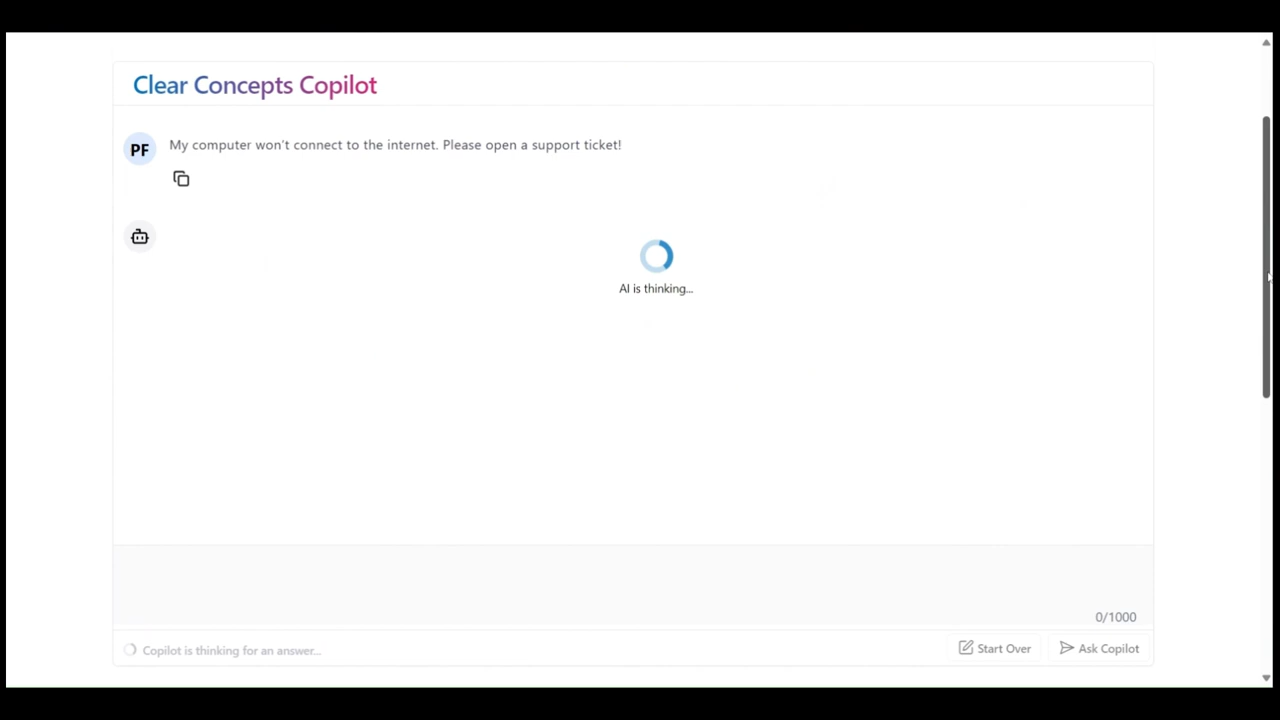 Clear Concepts Copilot
PF
My computer won't connect to the internet. Please open a support ticket!
AI is thinking...
0/1000
Copilot is thinking for an answer...
Start Over
Ask Copilot